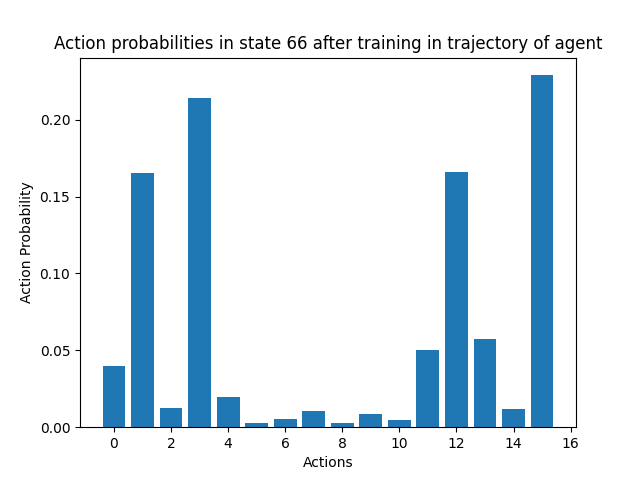 Action probabilities in state 66 after training in trajectory of agent
Action Probability
0.20
0.15
0.10
0.05
0.00
0 2 4 6 8 10 12 14 16
Actions